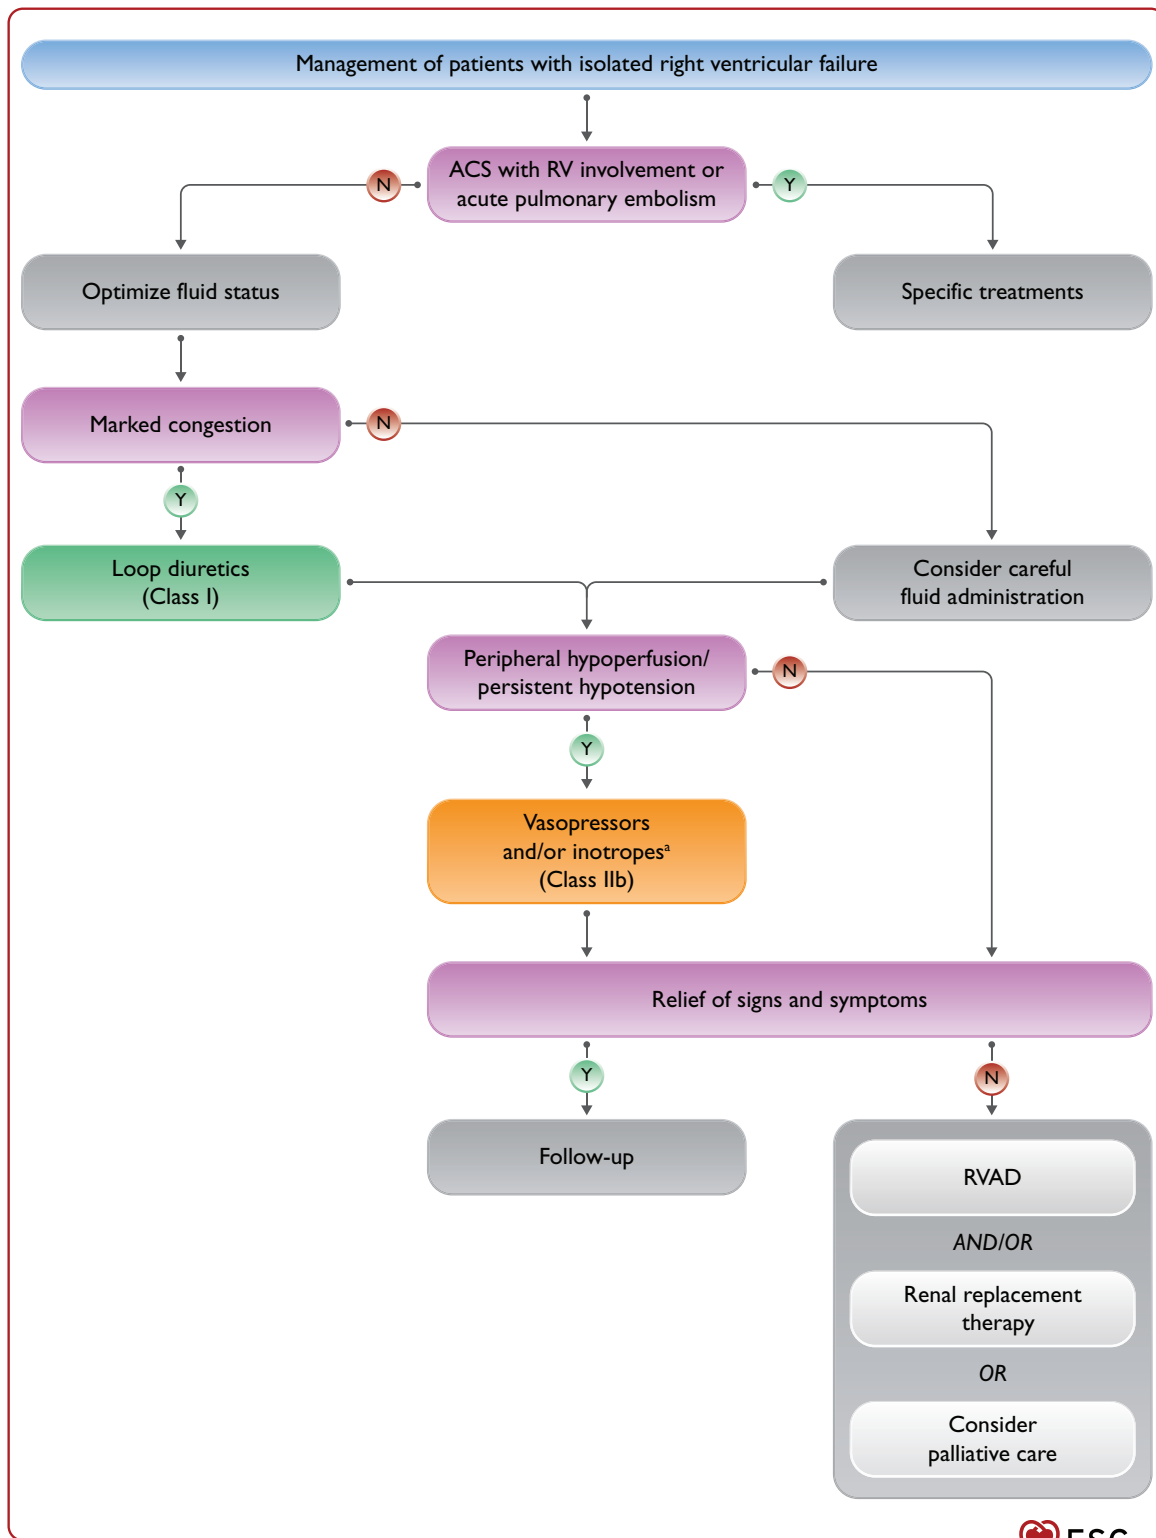 Management of patients with isolated right ventricular failure
ACS with RV involvement or
acute pulmonary embolism
N
Y
Optimize fluid status
Specific treatments
Marked congestion
N
Y
Loop diuretics
(Class I)
Consider careful
fluid administration
Peripheral hypoperfusion/
persistent hypotension
N
Y
Vasopressors
and/or inotropesᵃ
(Class IIb)
Relief of signs and symptoms
Y
N
Follow-up
RVAD
AND/OR
Renal replacement
therapy
OR
Consider
palliative care
ESC